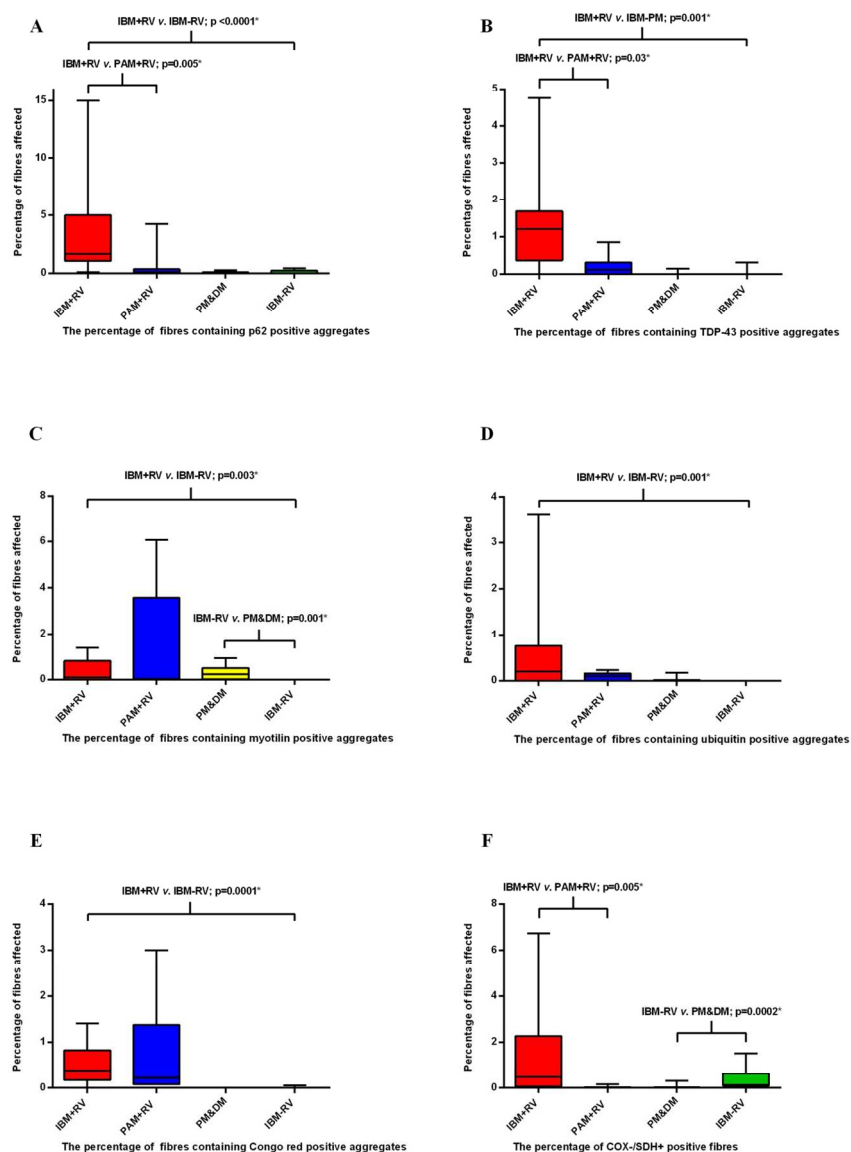 A
IBM+RV v. IBM-RV; p <0.0001*
IBM+RV v. PAM+RV; p=0.005*
Percentage of fibres affected
15
10
5
0
IBM+RV
PAM+RV
PM&DM
IBM-RV
The percentage of fibres containing p62 positive aggregates
B
IBM+RV v. IBM-PM; p=0.001*
IBM+RV v. PAM+RV; p=0.03*
Percentage of fibres affected
5
4
3
2
1
0
IBM+RV
PAM+RV
PM&DM
IBM-RV
The percentage of fibres containing TDP-43 positive aggregates
C
IBM+RV v. IBM-RV; p=0.003*
IBM-RV v. PM&DM; p=0.001*
Percentage of fibres affected
8
6
4
2
0
IBM+RV
PAM+RV
PM&DM
IBM-RV
The percentage of fibres containing myotilin positive aggregates
D
IBM+RV v. IBM-RV; p=0.001*
Percentage of fibres affected
4
3
2
1
0
IBM+RV
PAM+RV
PM&DM
IBM-RV
The percentage of fibres containing ubiquitin positive aggregates
E
IBM+RV v. IBM-RV; p=0.0001*
Percentage of fibres affected
4
3
2
1
0
IBM+RV
PAM+RV
PM&DM
IBM-RV
The percentage of fibres containing Congo red positive aggregates
F
IBM+RV v. PAM+RV; p=0.005*
IBM-RV v. PM&DM; p=0.0002*
Percentage of fibres affected
8
6
4
2
0
IBM+RV
PAM+RV
PM&DM
IBM-RV
The percentage of COX-/SDH+ positive fibres